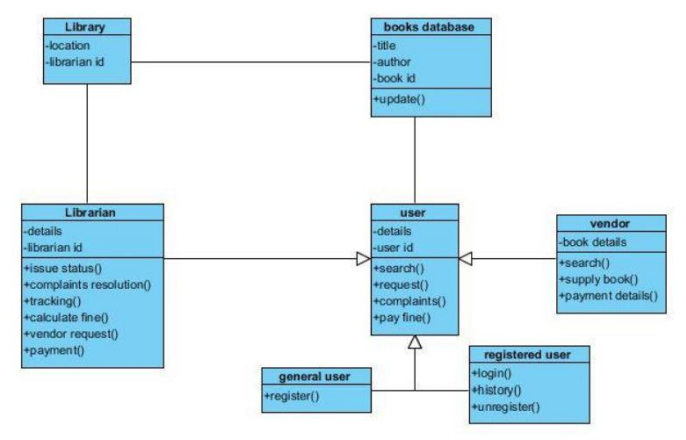 Library
-location
-librarian id
books database
-title
-author
-book id
+update()
Librarian
-details
-librarian id
+issue status()
+complaints resolution()
+tracking()
+calculate fine()
+vendor request()
+payment()
user
-details
-user id
+search()
+request()
+complaints()
+pay fine()
vendor
-book details
+search()
+supply book()
+payment details()
general user
+register()
registered user
+login()
+history()
+unregister()